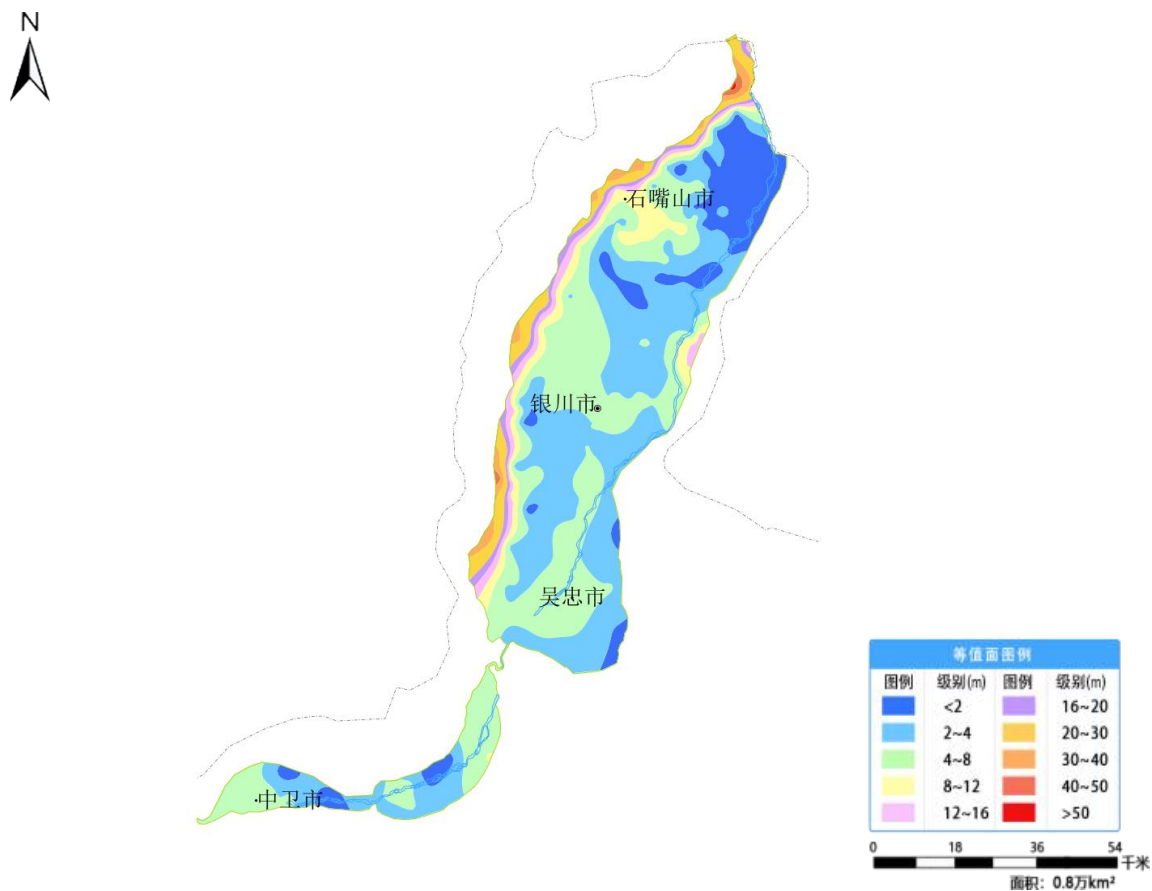 N
石嘴山市
银川市
吴忠市
中卫市
等值面图例
图例 级别(m) 图例 级别(m)
<2 16~20
2~4 20~30
4~8 30~40
8~12 40~50
12~16 >50
0 18 36 54
千米
面积：0.8万km²